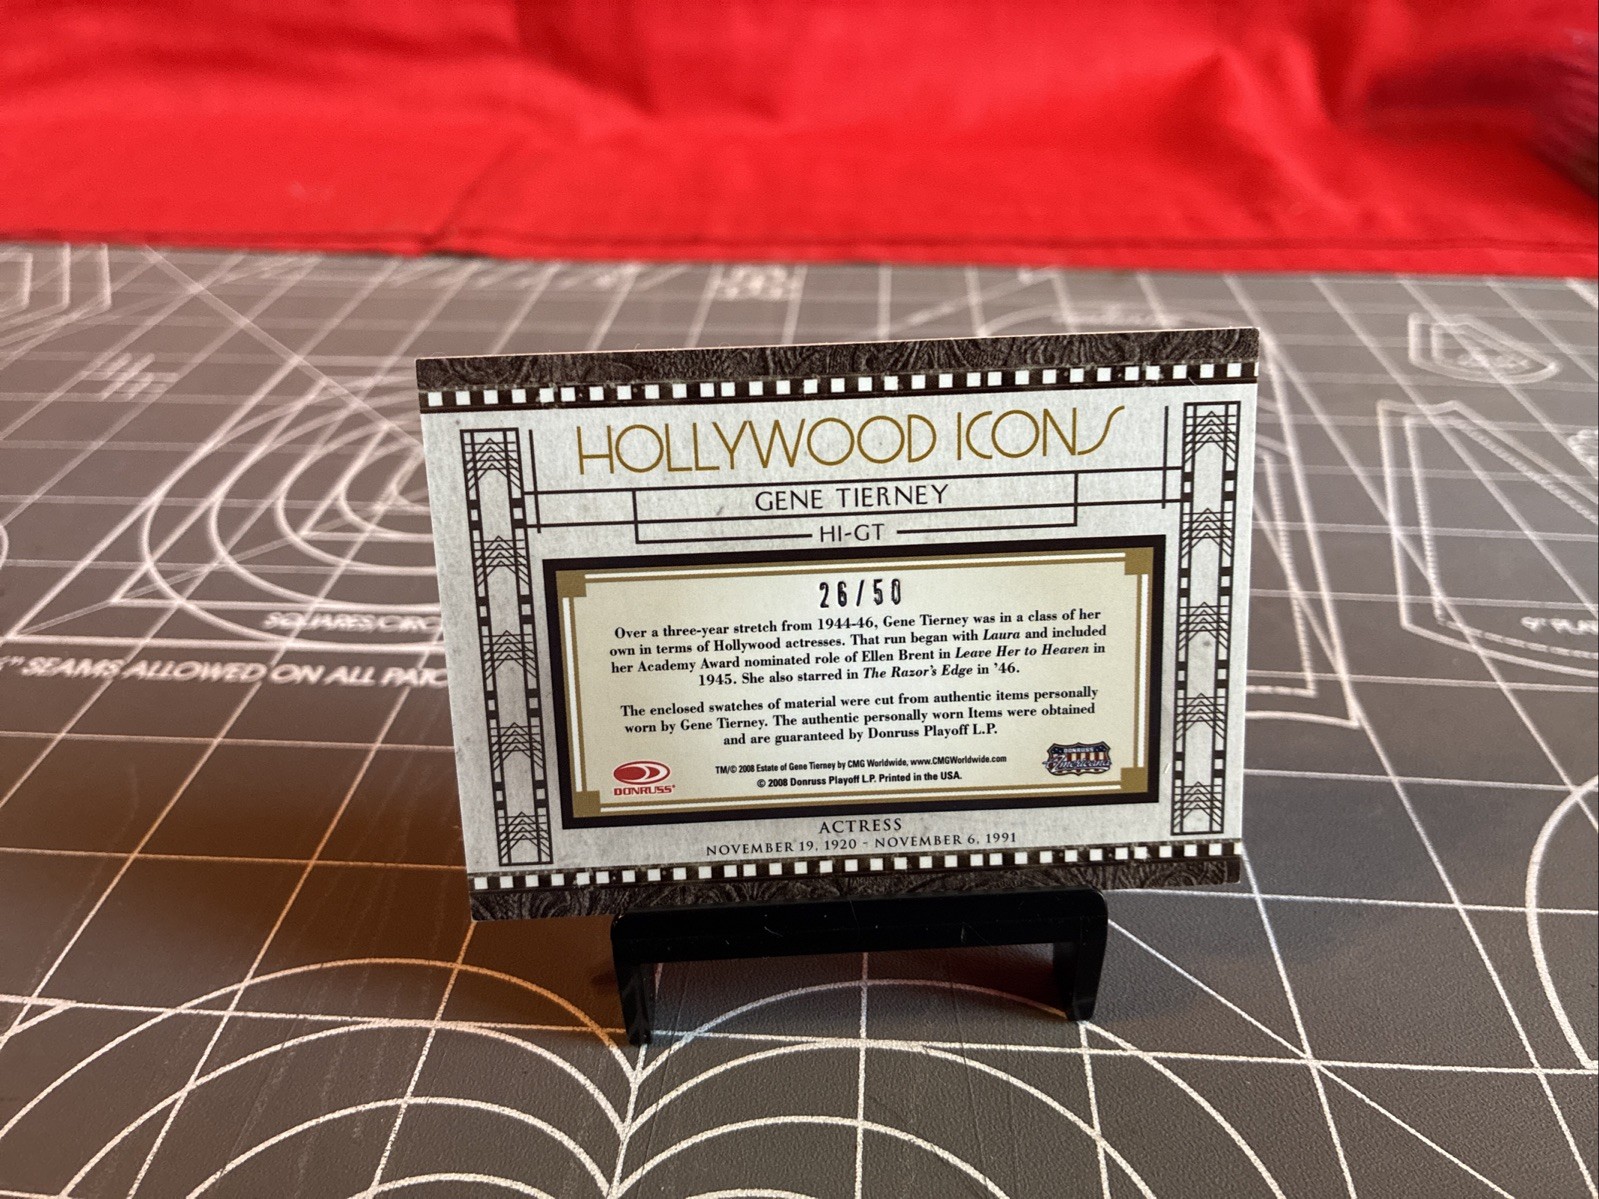 HOLLYWOOD ICONS
GENE TIERNEY
HI-GT
26/50
Over a three-year stretch from 1944-46, Gene Tierney was in a class of her
own in terms of Hollywood actresses. That run began with Laura and included
her Academy Award nominated role of Ellen Brent in Leave Her to Heaven in
1945. She also starred in The Razor's Edge in '46.
The enclosed swatches of material were cut from authentic items personally
worn by Gene Tierney. The authentic personally worn Items were obtained
and are guaranteed by Donruss Playoff L.P.
TM/© 2008 Estate of Gene Tierney by CMG Worldwide, www.CMGWorldwide.com
© 2008 Donruss Playoff L.P. Printed in the USA.
DONRUSS
DONRUSS
Americana
ACTRESS
NOVEMBER 19, 1920 - NOVEMBER 6, 1991
SQUARES/CIRC
" SEAMS ALLOWED ON ALL PATC